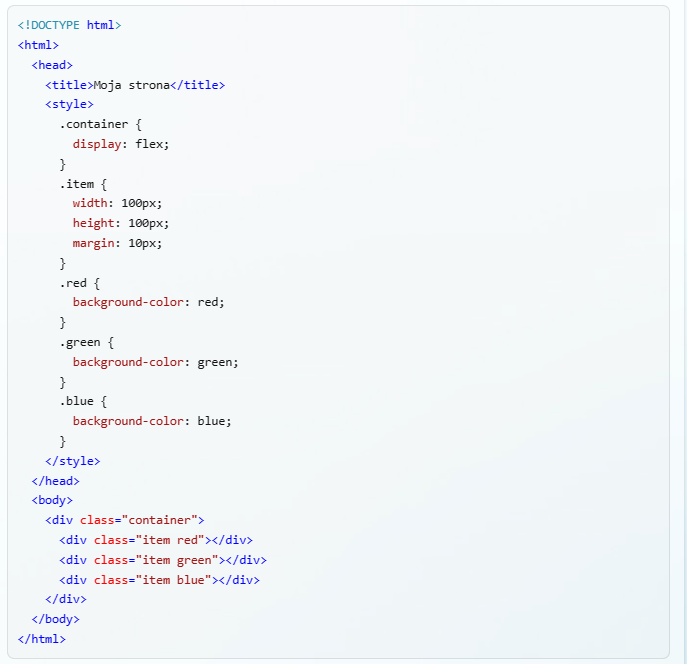 <!DOCTYPE html>
<html>
  <head>
    <title>Moja strona</title>
    <style>
      .container {
        display: flex;
      }
      .item {
        width: 100px;
        height: 100px;
        margin: 10px;
      }
      .red {
        background-color: red;
      }
      .green {
        background-color: green;
      }
      .blue {
        background-color: blue;
      }
    </style>
  </head>
  <body>
    <div class="container">
      <div class="item red"></div>
      <div class="item green"></div>
      <div class="item blue"></div>
    </div>
  </body>
</html>